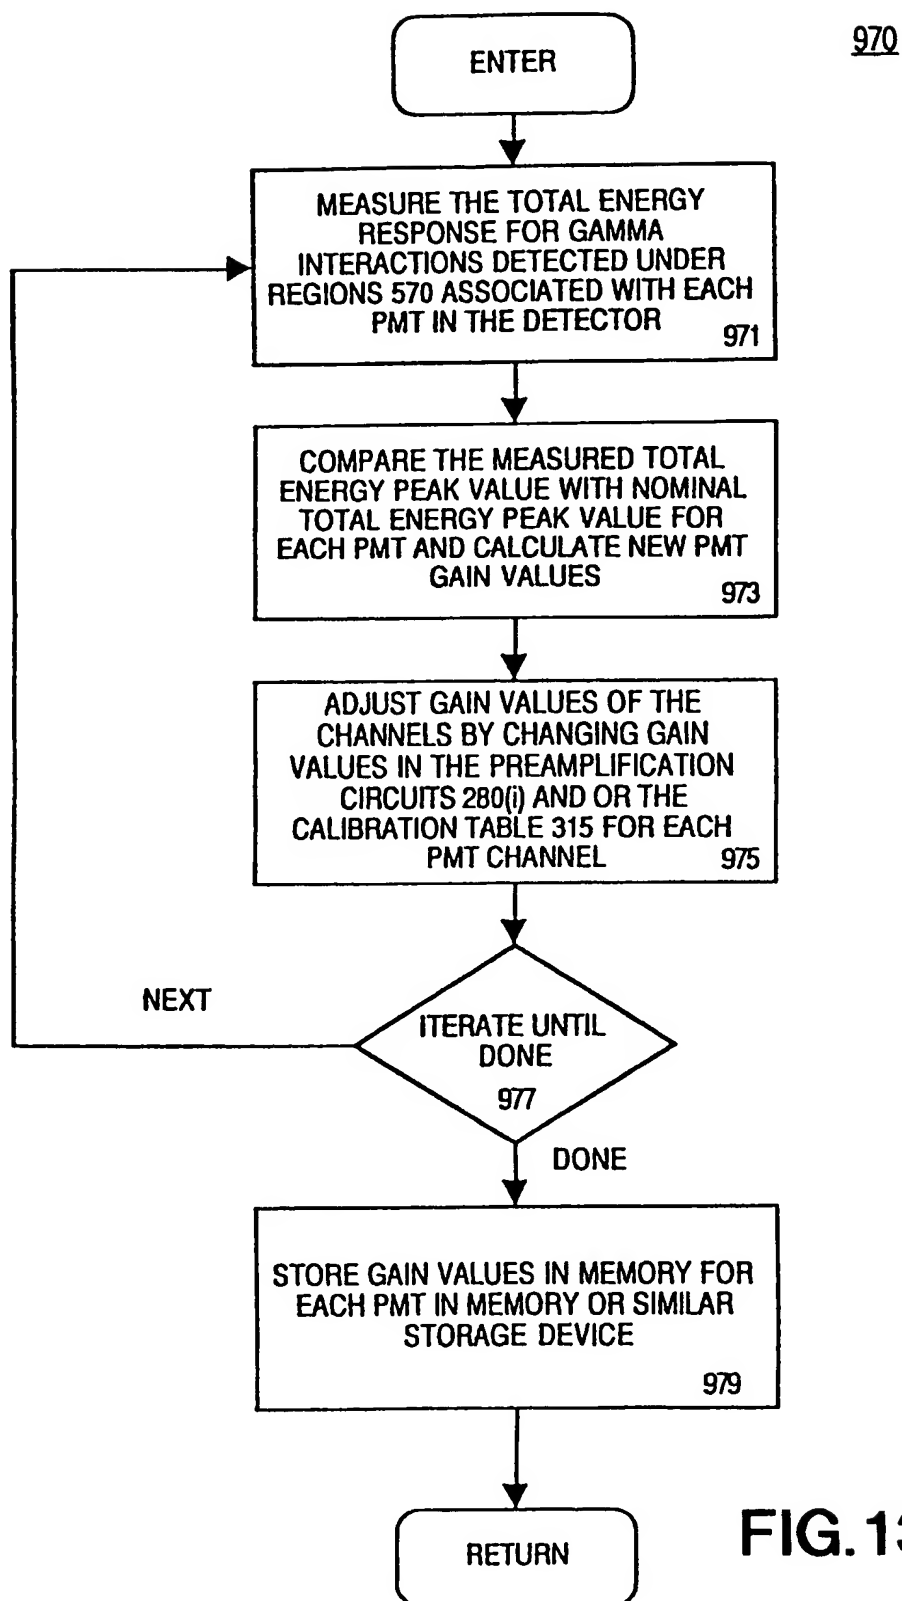 970
ENTER
MEASURE THE TOTAL ENERGY
RESPONSE FOR GAMMA
INTERACTIONS DETECTED UNDER
REGIONS 570 ASSOCIATED WITH EACH
PMT IN THE DETECTOR
971
COMPARE THE MEASURED TOTAL
ENERGY PEAK VALUE WITH NOMINAL
TOTAL ENERGY PEAK VALUE FOR
EACH PMT AND CALCULATE NEW PMT
GAIN VALUES
973
ADJUST GAIN VALUES OF THE
CHANNELS BY CHANGING GAIN
VALUES IN THE PREAMPLIFICATION
CIRCUITS 280(i) AND OR THE
CALIBRATION TABLE 315 FOR EACH
PMT CHANNEL
975
NEXT
ITERATE UNTIL
DONE
977
DONE
STORE GAIN VALUES IN MEMORY FOR
EACH PMT IN MEMORY OR SIMILAR
STORAGE DEVICE
979
RETURN
FIG. 13